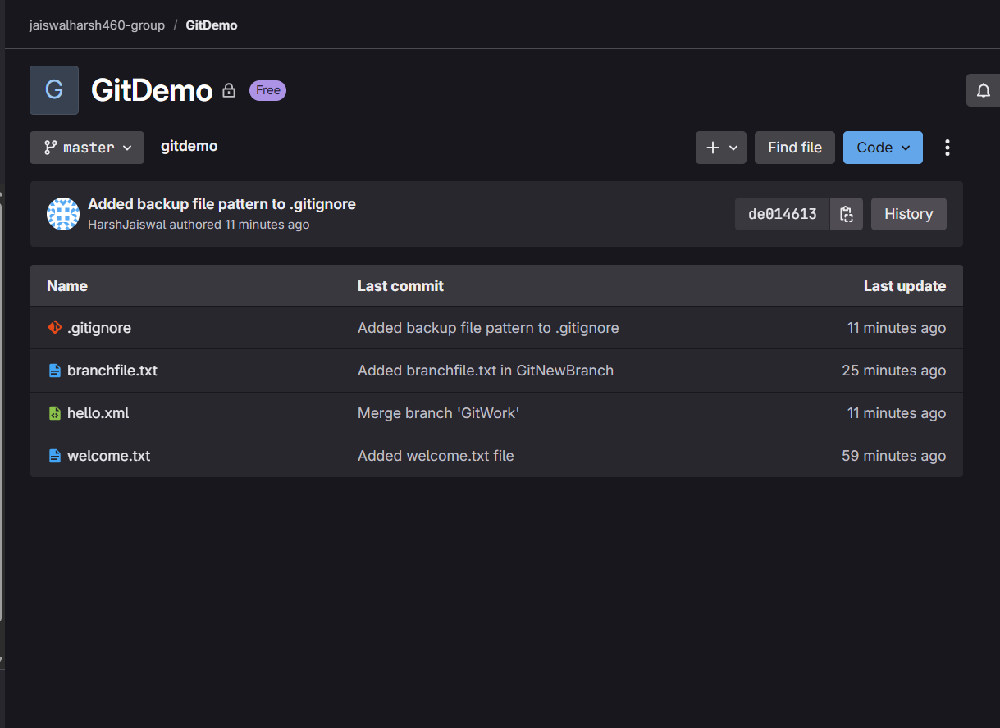 jaiswalharsh460-group / GitDemo
G GitDemo Free
master gitdemo + Find file Code
Added backup file pattern to .gitignore
HarshJaiswal authored 11 minutes ago
de014613 History
Name Last commit Last update
.gitignore Added backup file pattern to .gitignore 11 minutes ago
branchfile.txt Added branchfile.txt in GitNewBranch 25 minutes ago
hello.xml Merge branch 'GitWork' 11 minutes ago
welcome.txt Added welcome.txt file 59 minutes ago